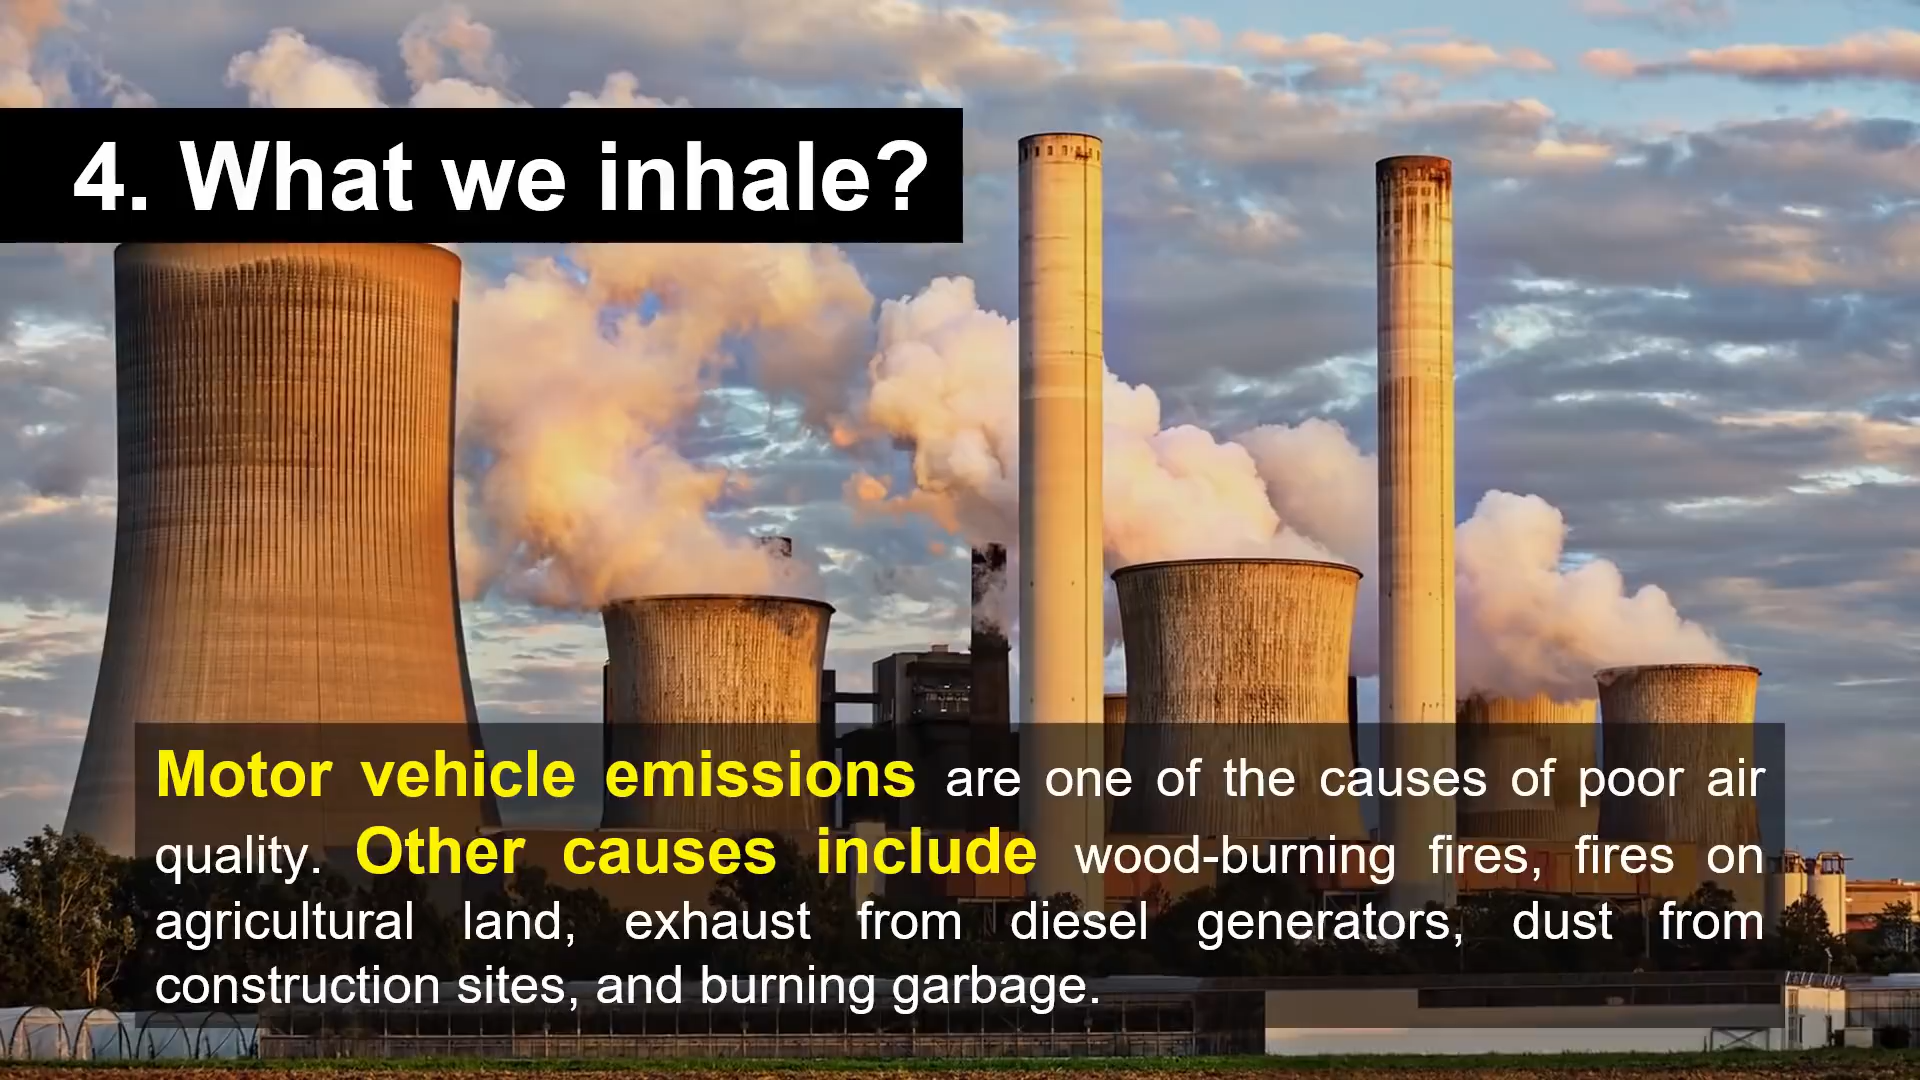 4. What we inhale?
Motor vehicle emissions are one of the causes of poor air
quality. Other causes include wood-burning fires, fires on
agricultural land, exhaust from diesel generators, dust from
construction sites, and burning garbage.